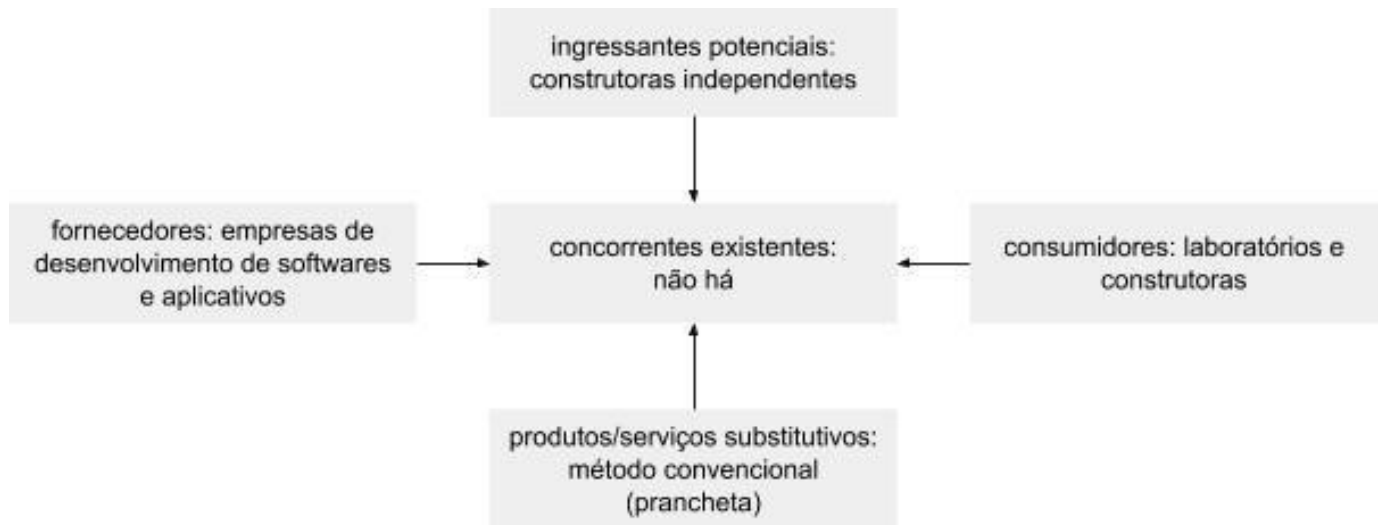 ingressantes potenciais:
construtoras independentes
fornecedores: empresas de
desenvolvimento de softwares
e aplicativos
concorrentes existentes:
não há
consumidores: laboratórios e
construtoras
produtos/serviços substitutivos:
método convencional
(prancheta)